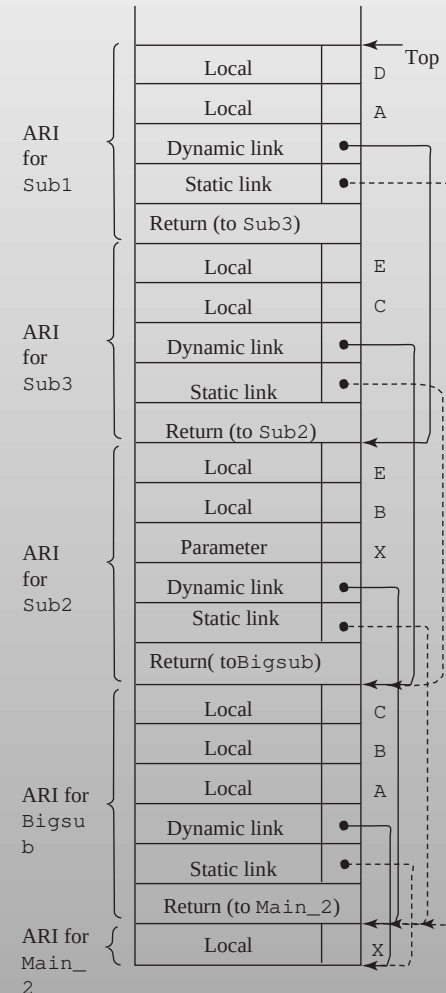 Top
Local D
Local A
ARI
for
Sub1
Dynamic link
Static link
Return (to Sub3)
Local E
Local C
ARI
for
Sub3
Dynamic link
Static link
Return (to Sub2)
Local E
Local B
Parameter X
ARI
for
Sub2
Dynamic link
Static link
Return( toBigsub)
Local C
Local B
Local A
ARI for
Bigsu
b
Dynamic link
Static link
Return (to Main_2)
ARI for
Main_
2
Local X